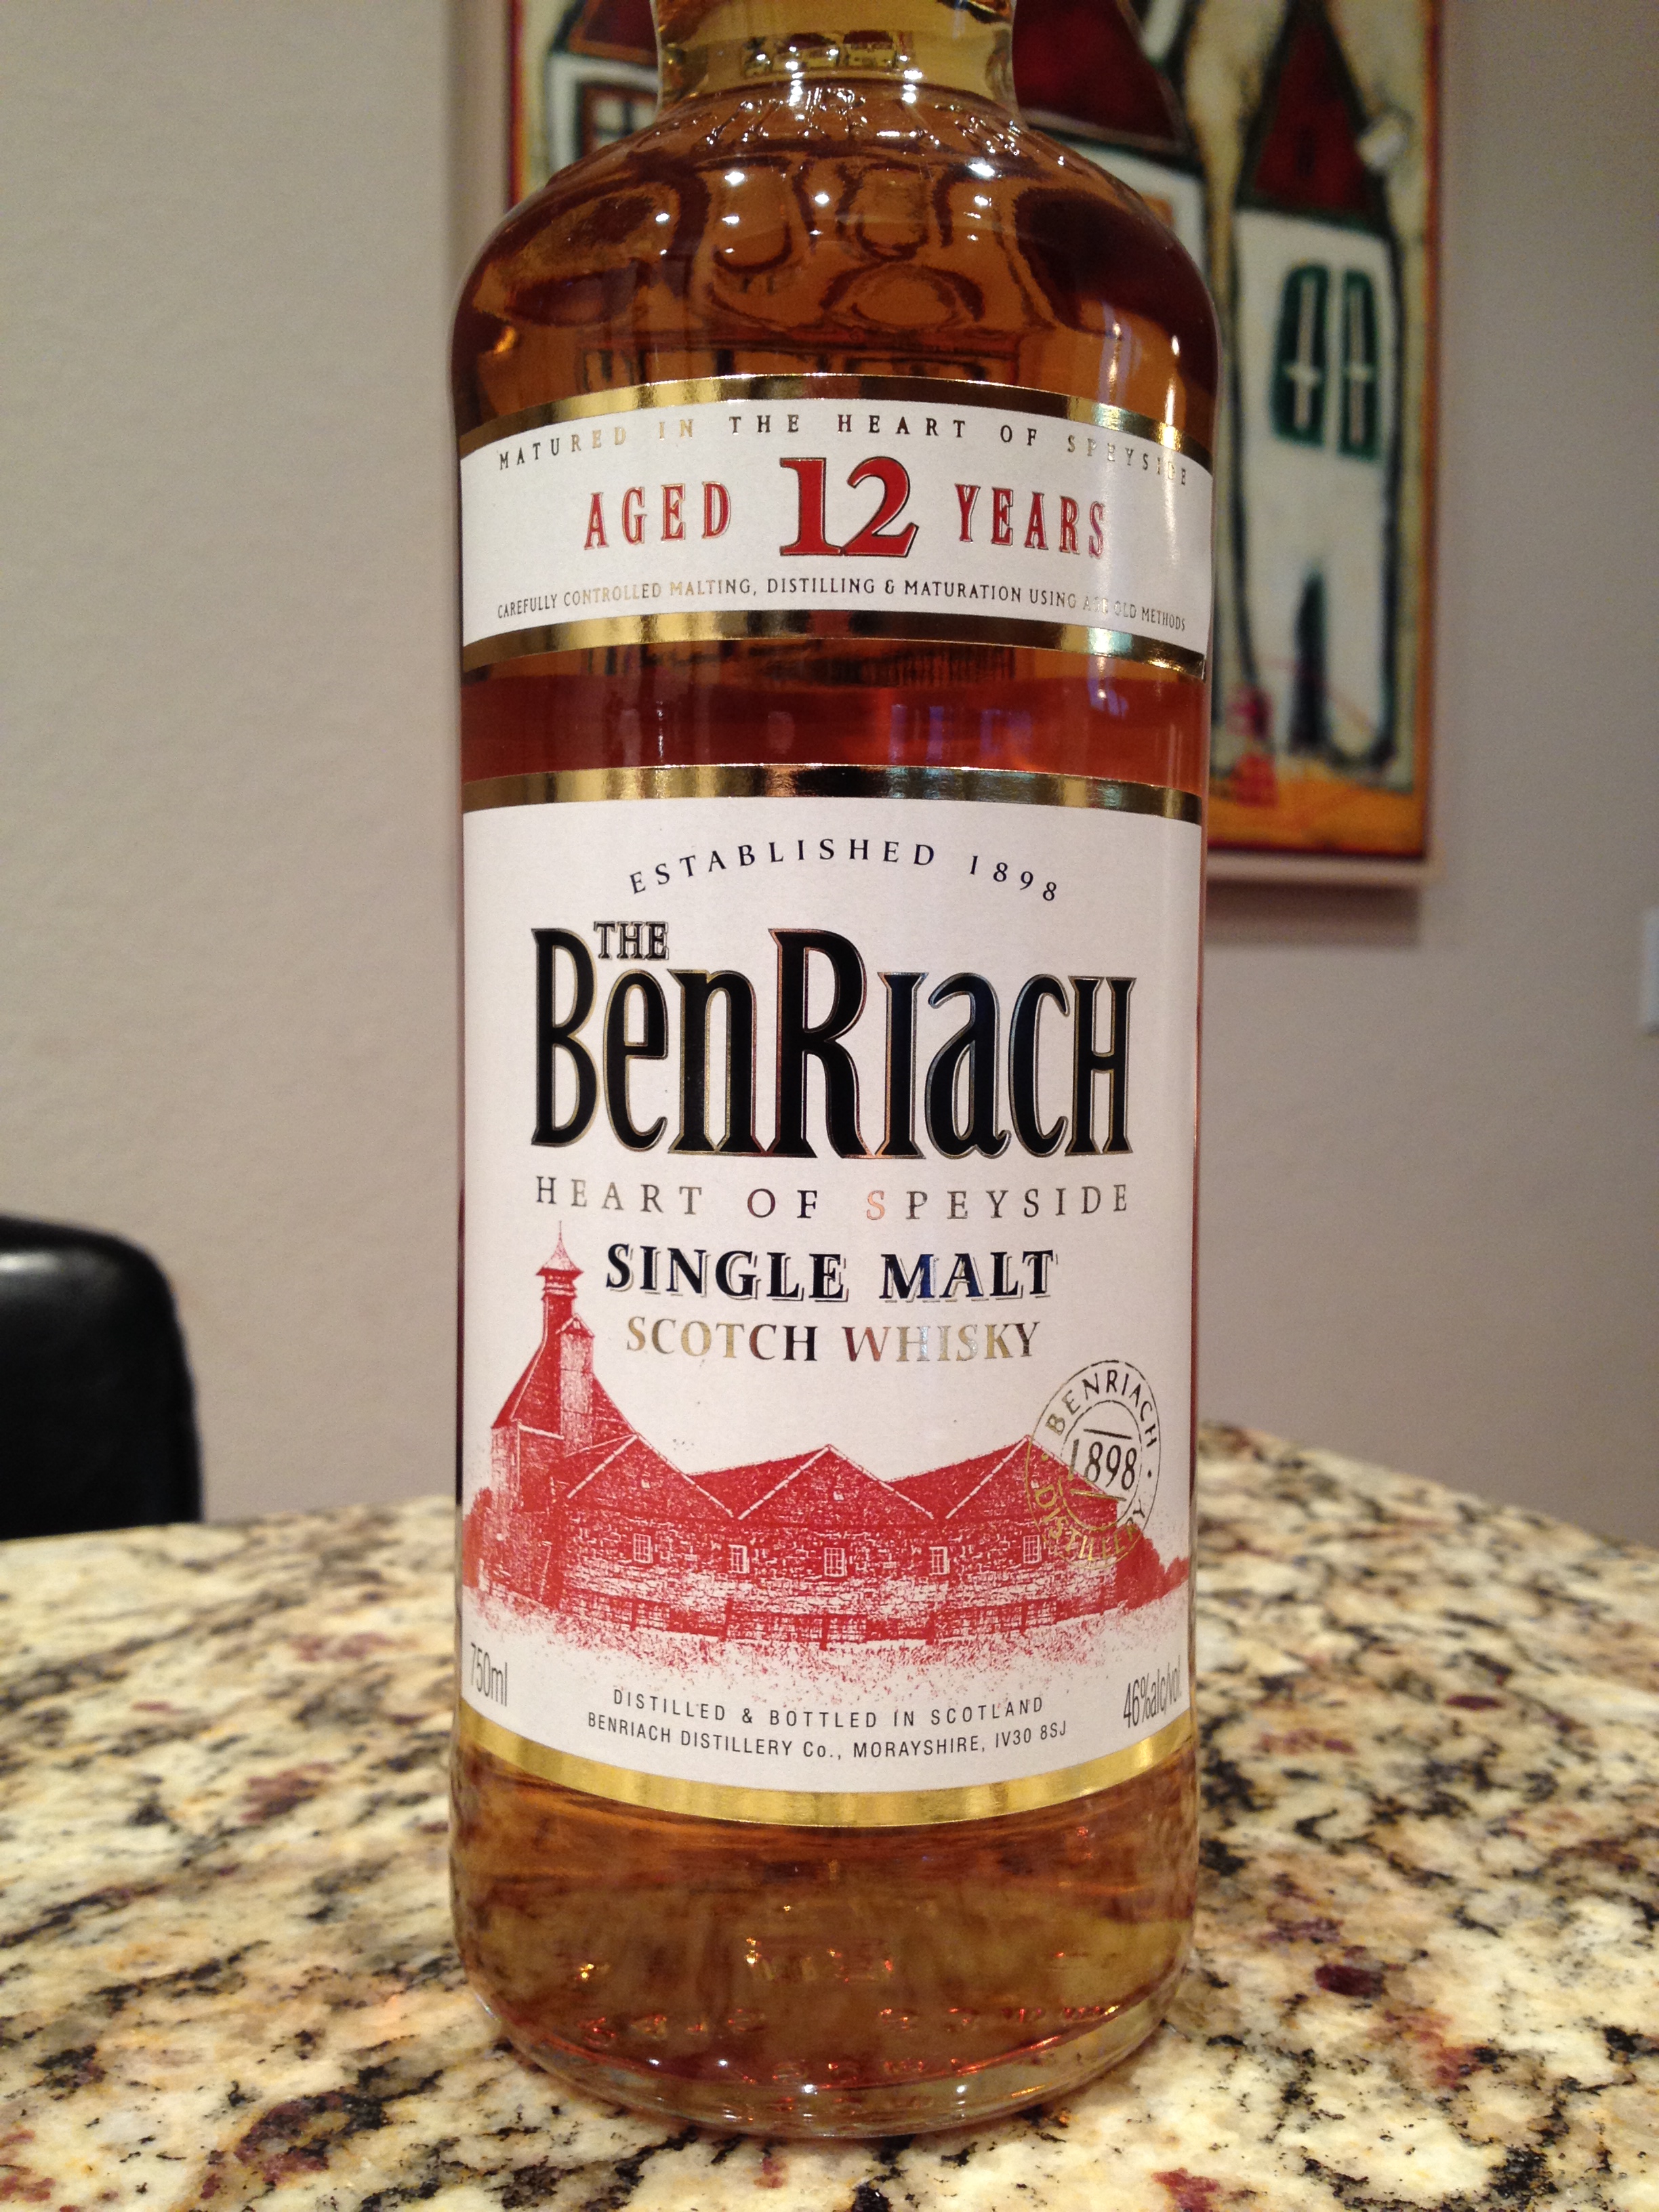 MATURED IN THE HEART OF SPEYSIDE
AGED 12 YEARS
CAREFULLY CONTROLLED MALTING, DISTILLING & MATURATION USING AGE OLD METHODS
ESTABLISHED 1898
THE
BENRIACH
HEART OF SPEYSIDE
SINGLE MALT
SCOTCH WHISKY
BENRIACH
1898
DISTILLERY
750ml
46%alc/vol.
DISTILLED & BOTTLED IN SCOTLAND
BENRIACH DISTILLERY Co., MORAYSHIRE, IV30 8SJ